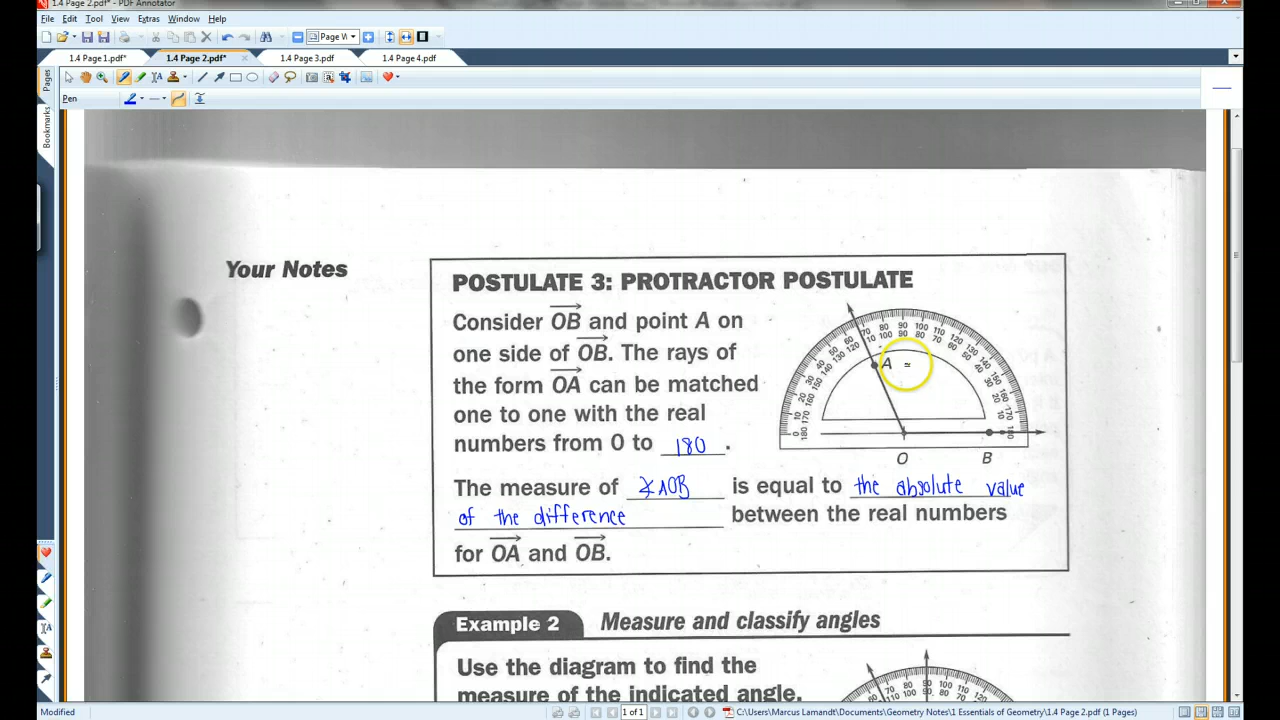 1.4 Page 2.pdf* - PDF Annotator
File Edit Tool View Extras Window Help
Page W
1.4 Page 1.pdf* 1.4 Page 2.pdf* 1.4 Page 3.pdf 1.4 Page 4.pdf
Pen
Pages
Bookmarks
Your Notes
POSTULATE 3: PROTRACTOR POSTULATE
Consider OB and point A on
one side of OB. The rays of
the form OA can be matched
one to one with the real
numbers from 0 to 180.
A
O B
The measure of ∡AOB is equal to the absolute value
of the difference between the real numbers
for OA and OB.
Example 2 Measure and classify angles
Use the diagram to find the
measure of the indicated angle.
Modified
1 of 1
C:\Users\Marcus Lamandt\Documents\Geometry Notes\1 Essentials of Geometry\1.4 Page 2.pdf (1 Pages)